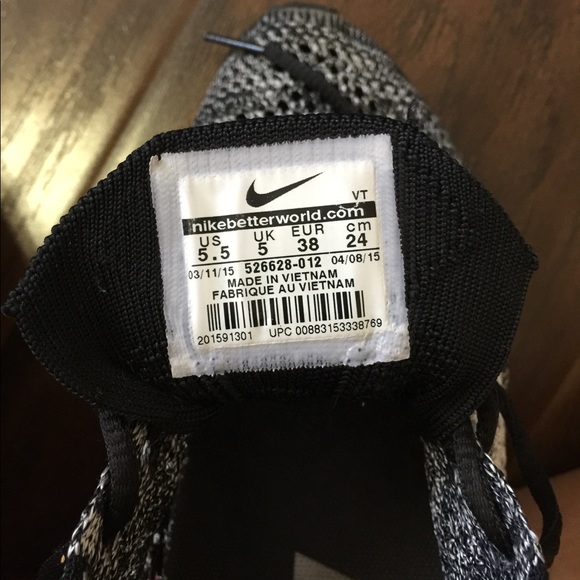 VT
nikebetterworld.com
US UK EUR cm
5.5 5 38 24
03/11/15 526628-012 04/08/15
MADE IN VIETNAM
FABRIQUE AU VIETNAM
201591301 UPC 00883153338769